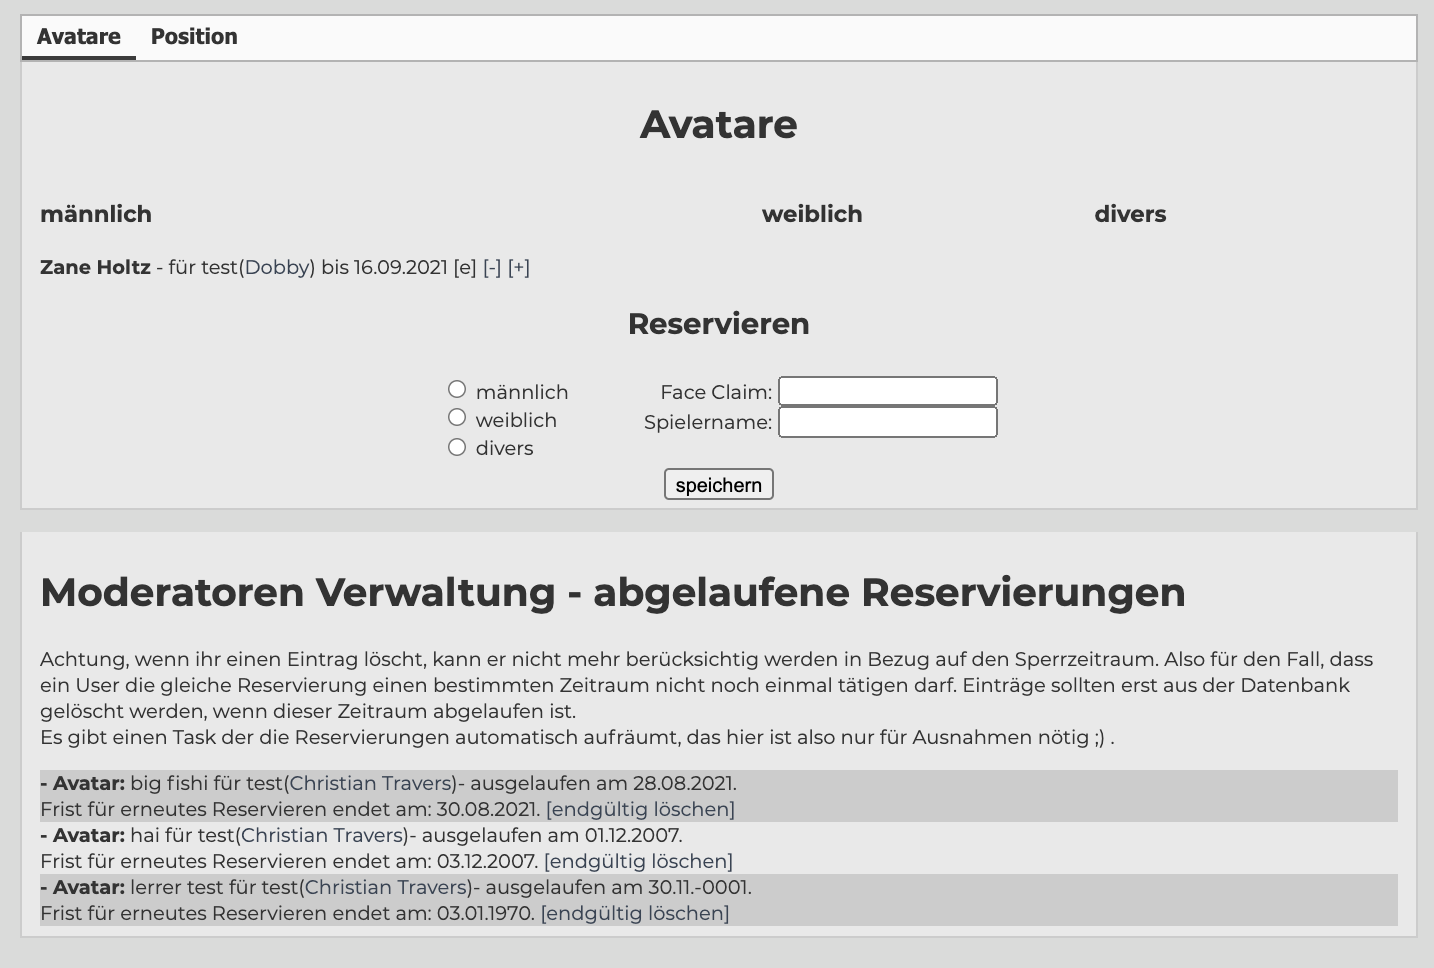 Avatare Position
Avatare
männlich weiblich divers
Zane Holtz - für test(Dobby) bis 16.09.2021 [e] [-] [+]
Reservieren
männlich Face Claim:
weiblich Spielername:
divers
speichern
Moderatoren Verwaltung - abgelaufene Reservierungen
Achtung, wenn ihr einen Eintrag löscht, kann er nicht mehr berücksichtig werden in Bezug auf den Sperrzeitraum. Also für den Fall, dass
ein User die gleiche Reservierung einen bestimmten Zeitraum nicht noch einmal tätigen darf. Einträge sollten erst aus der Datenbank
gelöscht werden, wenn dieser Zeitraum abgelaufen ist.
Es gibt einen Task der die Reservierungen automatisch aufräumt, das hier ist also nur für Ausnahmen nötig ;) .
- Avatar: big fishi für test(Christian Travers)- ausgelaufen am 28.08.2021.
Frist für erneutes Reservieren endet am: 30.08.2021. [endgültig löschen]
- Avatar: hai für test(Christian Travers)- ausgelaufen am 01.12.2007.
Frist für erneutes Reservieren endet am: 03.12.2007. [endgültig löschen]
- Avatar: lerrer test für test(Christian Travers)- ausgelaufen am 30.11.-0001.
Frist für erneutes Reservieren endet am: 03.01.1970. [endgültig löschen]